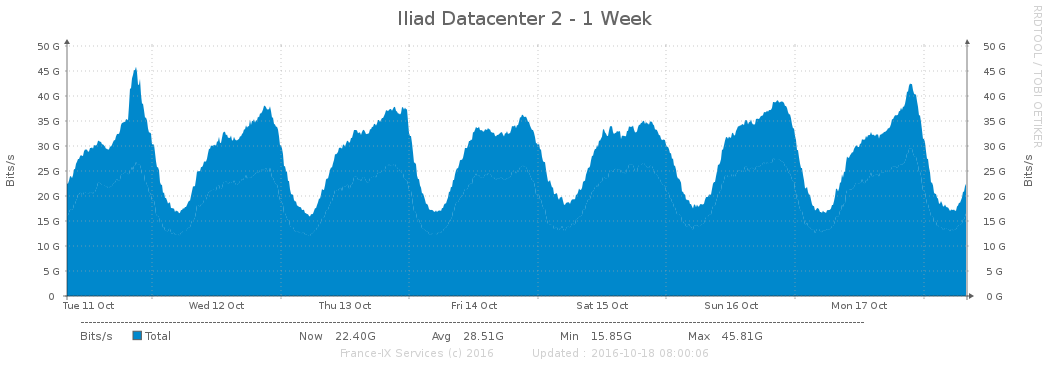 Iliad Datacenter 2 - 1 Week
RRDTOOL / TOBI OETIKER
Bits/s
50 G 50 G
45 G 45 G
40 G 40 G
35 G 35 G
30 G 30 G
25 G 25 G
20 G 20 G
15 G 15 G
10 G 10 G
5 G 5 G
0 0 G
Bits/s
Tue 11 Oct Wed 12 Oct Thu 13 Oct Fri 14 Oct Sat 15 Oct Sun 16 Oct Mon 17 Oct
Bits/s Total Now 22.40G Avg 28.51G Min 15.85G Max 45.81G
France-IX Services (c) 2016 Updated : 2016-10-18 08:00:06